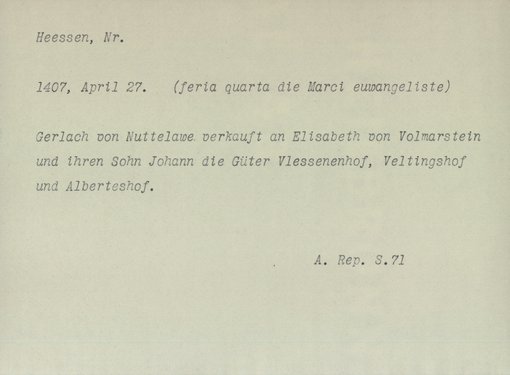 Heessen, Nr.
1407, April 27. (feria quarta die Marci euwangeliste)
Gerlach von Nuttelawe verkauft an Elisabeth von Volmarstein
und ihren Sohn Johann die Güter Vlessenenhof, Veltingshof
und Alberteshof.
A. Rep. S.71